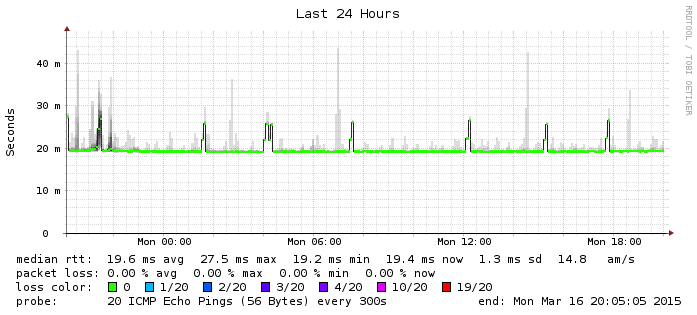 Last 24 Hours
RRDTOOL / TOBI OETIKER
Seconds
40 m
30 m
20 m
10 m
0
Mon 00:00 Mon 06:00 Mon 12:00 Mon 18:00
median rtt: 19.6 ms avg 27.5 ms max 19.2 ms min 19.4 ms now 1.3 ms sd 14.8 am/s
packet loss: 0.00 % avg 0.00 % max 0.00 % min 0.00 % now
loss color: 0 1/20 2/20 3/20 4/20 10/20 19/20
probe: 20 ICMP Echo Pings (56 Bytes) every 300s end: Mon Mar 16 20:05:05 2015